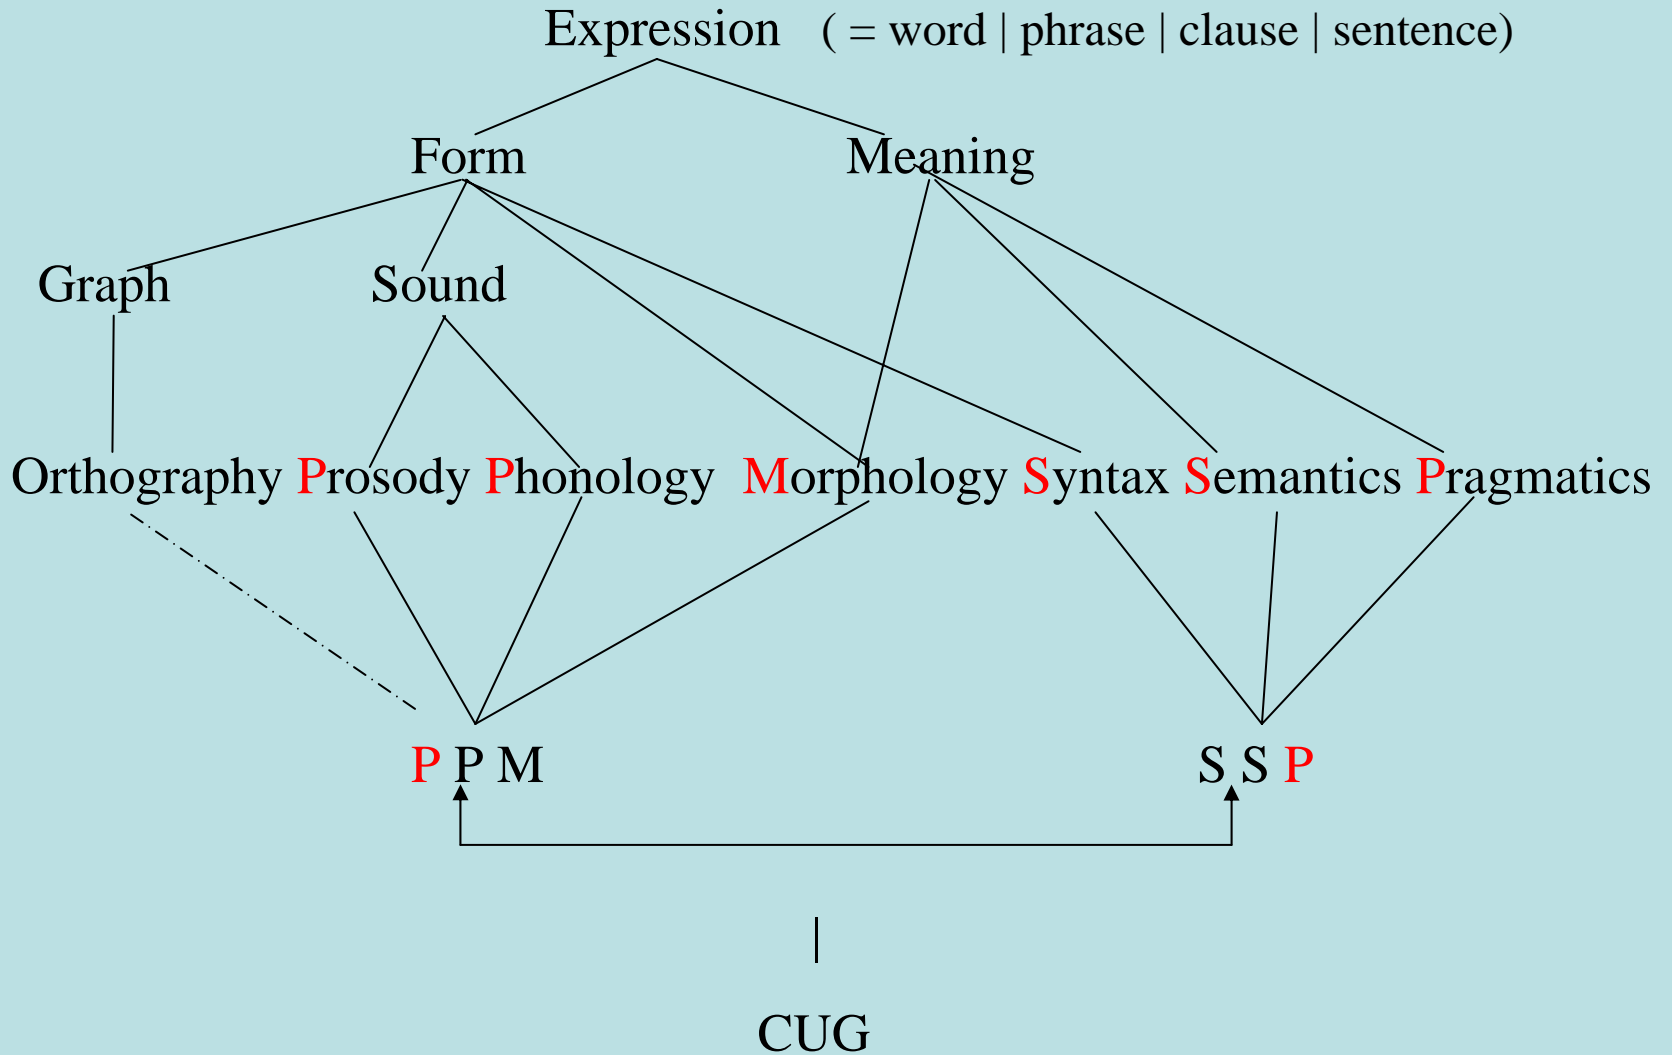 Expression ( = word | phrase | clause | sentence)
Form Meaning
Graph Sound
Orthography Prosody Phonology Morphology Syntax Semantics Pragmatics
P P M S S P
CUG